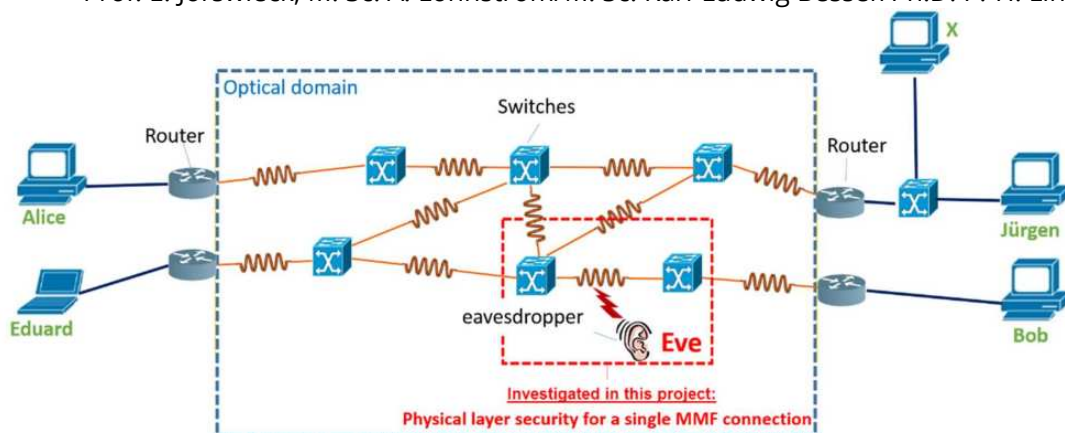 X
Optical domain
Switches
Router
Router
Alice
Jürgen
eavesdropper
Eve
Eduard
Bob
Investigated in this project:
Physical layer security for a single MMF connection